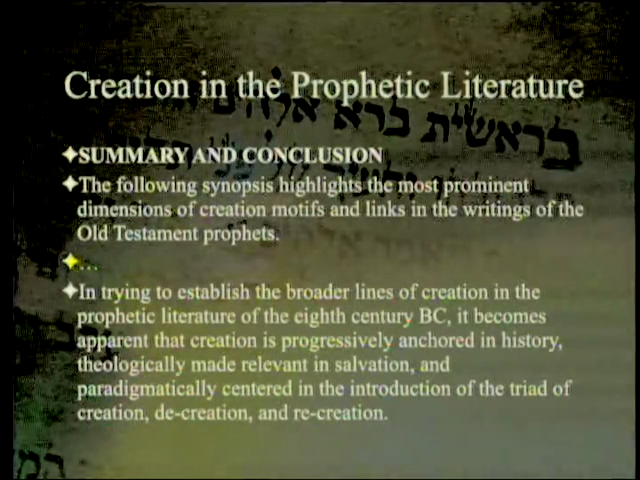 Creation in the Prophetic Literature
בראשית ברא אלהים
✦SUMMARY AND CONCLUSION
✦The following synopsis highlights the most prominent
dimensions of creation motifs and links in the writings of the
Old Testament prophets.
✦...
✦In trying to establish the broader lines of creation in the
prophetic literature of the eighth century BC, it becomes
apparent that creation is progressively anchored in history,
theologically made relevant in salvation, and
paradigmatically centered in the introduction of the triad of
creation, de-creation, and re-creation.